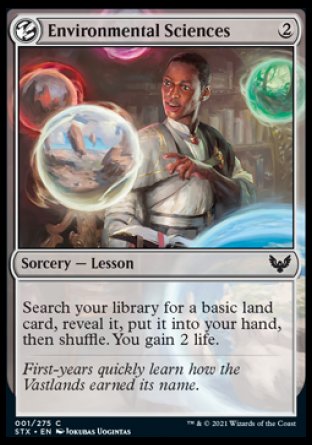 Environmental Sciences 2
Sorcery — Lesson
Search your library for a basic land
card, reveal it, put it into your hand,
then shuffle. You gain 2 life.
First-years quickly learn how the
Vastlands earned its name.
001/275 C
STX • EN Jokubas Uogintas
™ & © 2021 Wizards of the Coast